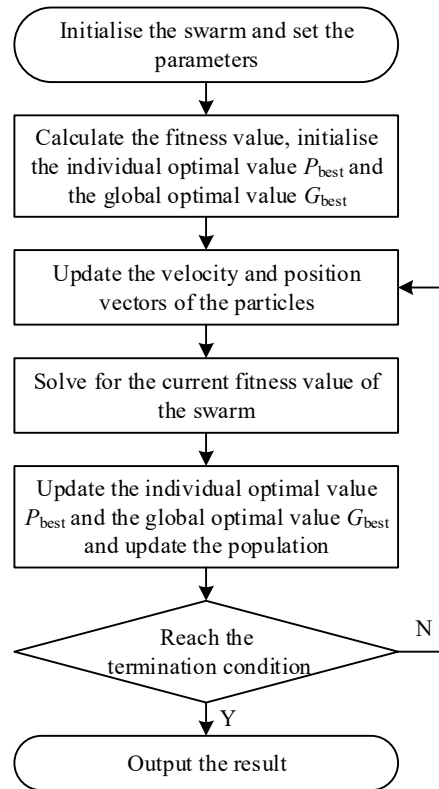 Initialise the swarm and set the
parameters
Calculate the fitness value, initialise
the individual optimal value Pbest and
the global optimal value Gbest
Update the velocity and position
vectors of the particles
Solve for the current fitness value of
the swarm
Update the individual optimal value
Pbest and the global optimal value Gbest
and update the population
Reach the
termination condition
N
Y
Output the result